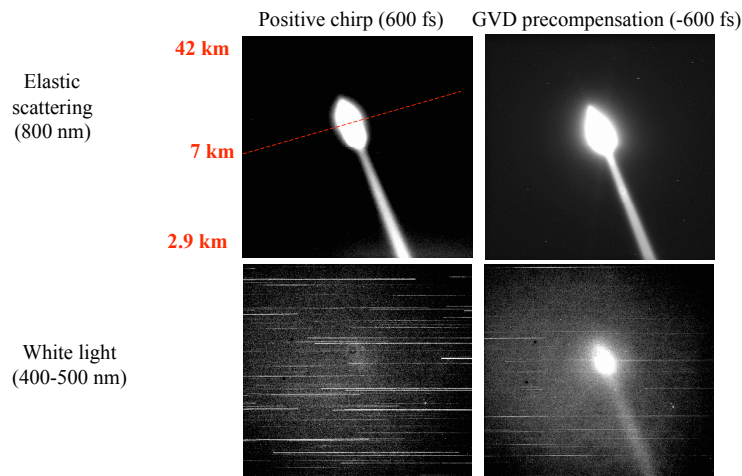 Positive chirp (600 fs)
GVD precompensation (-600 fs)
42 km
Elastic
scattering
(800 nm)
7 km
2.9 km
White light
(400-500 nm)